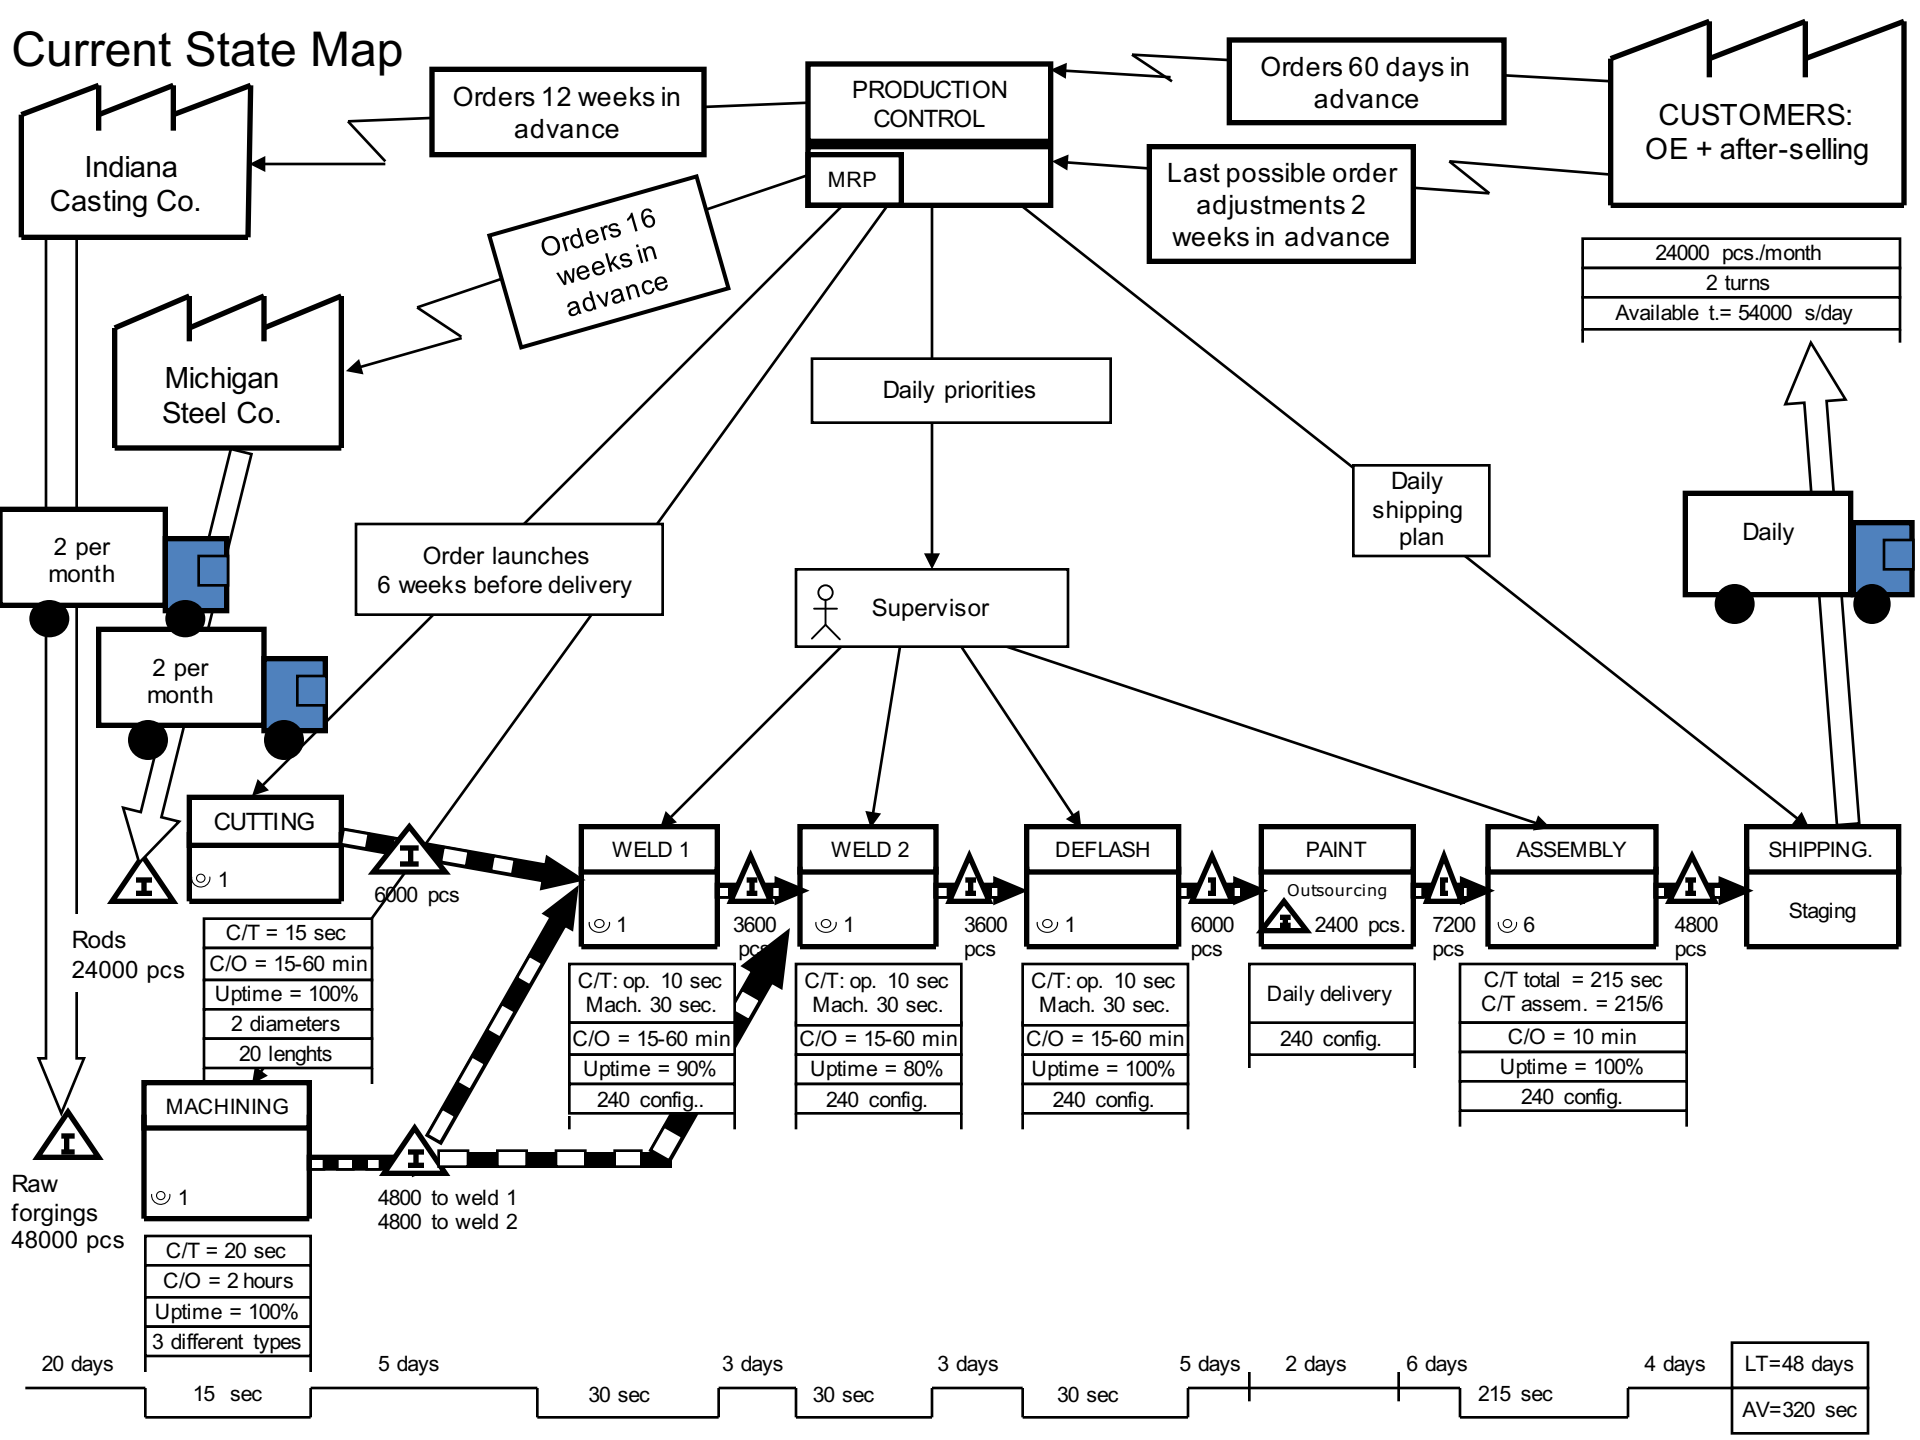 Current State Map
Indiana
Casting Co.
Orders 12 weeks in
advance
PRODUCTION
CONTROL
MRP
Orders 60 days in
advance
Last possible order
adjustments 2
weeks in advance
CUSTOMERS:
OE + after-selling
24000 pcs./month
2 turns
Available t.= 54000 s/day
Orders 16
weeks in
advance
Michigan
Steel Co.
Daily priorities
Daily
shipping
plan
Daily
2 per
month
2 per
month
Order launches
6 weeks before delivery
Supervisor
CUTTING
1
I
I
6000 pcs
Rods
24000 pcs
C/T = 15 sec
C/O = 15-60 min
Uptime = 100%
2 diameters
20 lenghts
WELD 1
1
I
3600
pcs
C/T: op. 10 sec
Mach. 30 sec.
C/O = 15-60 min
Uptime = 90%
240 config..
WELD 2
1
I
3600
pcs
C/T: op. 10 sec
Mach. 30 sec.
C/O = 15-60 min
Uptime = 80%
240 config.
DEFLASH
1
I
6000
pcs
C/T: op. 10 sec
Mach. 30 sec.
C/O = 15-60 min
Uptime = 100%
240 config.
PAINT
Outsourcing
I
2400 pcs.
I
7200
pcs
Daily delivery
240 config.
ASSEMBLY
6
I
4800
pcs
C/T total = 215 sec
C/T assem. = 215/6
C/O = 10 min
Uptime = 100%
240 config.
SHIPPING.
Staging
I
Raw
forgings
48000 pcs
MACHINING
1
I
4800 to weld 1
4800 to weld 2
C/T = 20 sec
C/O = 2 hours
Uptime = 100%
3 different types
20 days
5 days
3 days
3 days
5 days
2 days
6 days
4 days
LT=48 days
15 sec
30 sec
30 sec
30 sec
215 sec
AV=320 sec